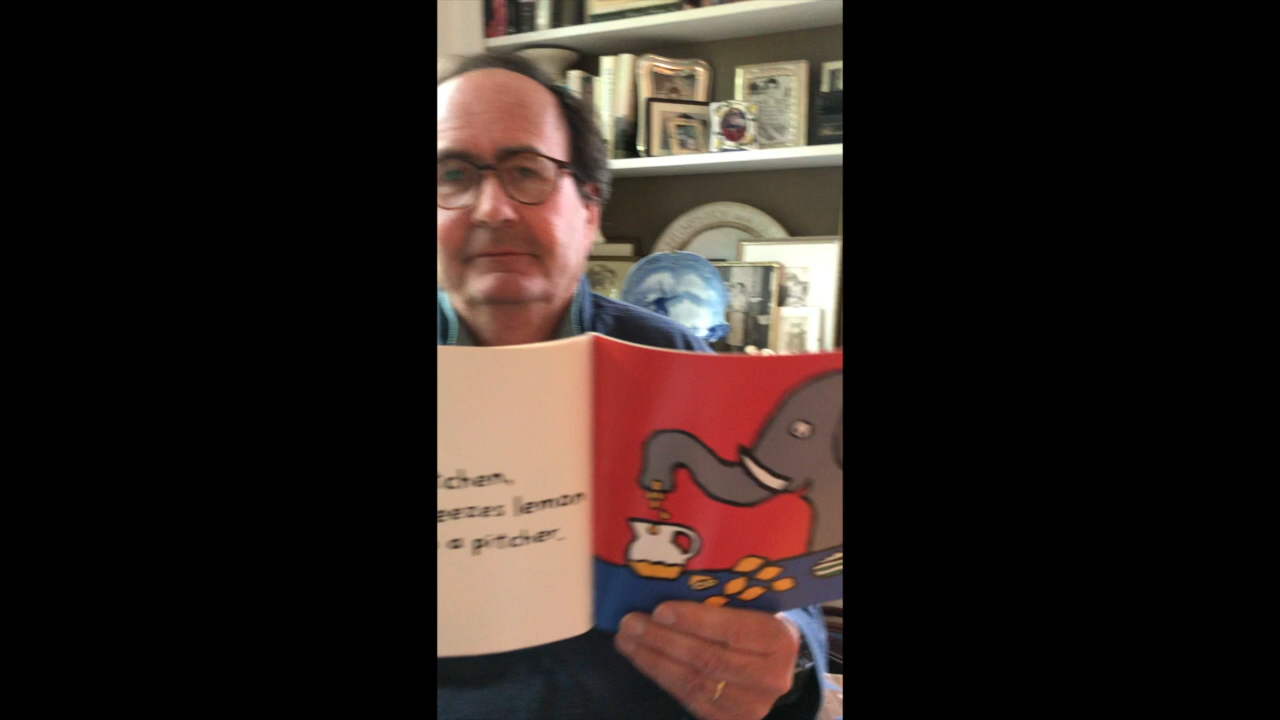 tchen,
eezes lemon
a pitcher.